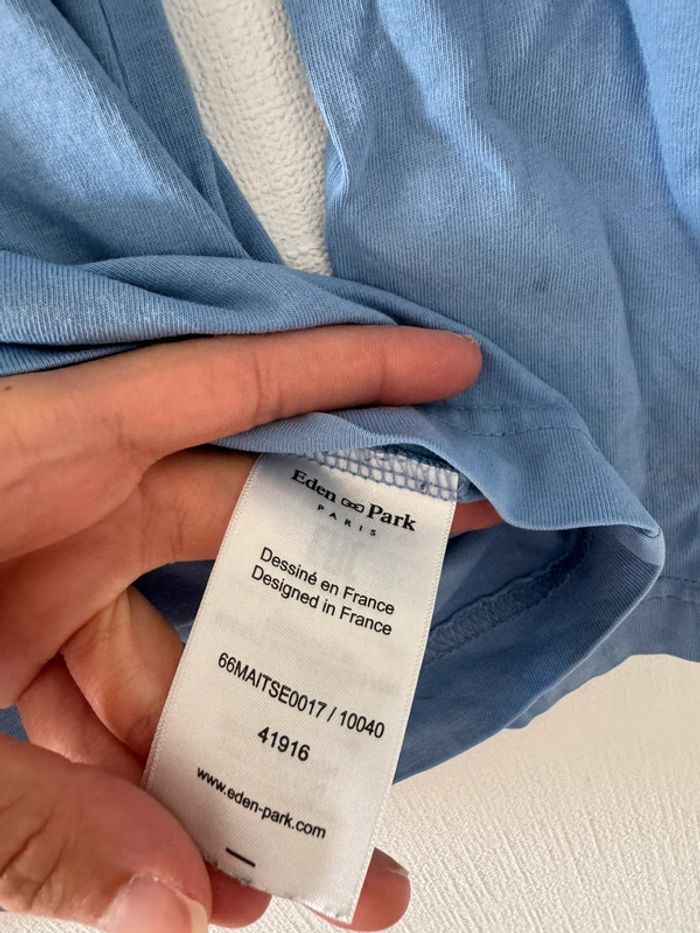 Eden Park
PARIS
Dessiné en France
Designed in France
66MAITSE0017 / 10040
41916
www.eden-park.com